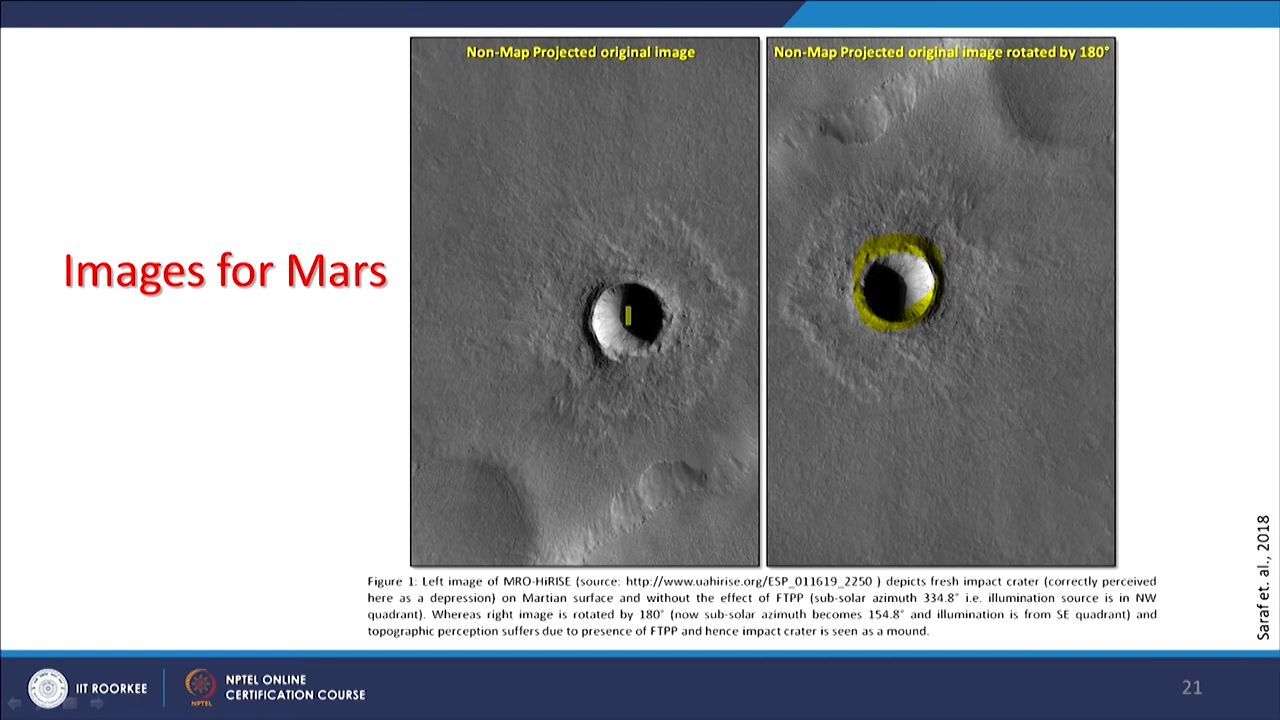 Non-Map Projected original image
Non-Map Projected original image rotated by 180°
Images for Mars
Figure 1: Left image of MRO-HiRISE (source: http://www.uahirise.org/ESP_011619_2250 ) depicts fresh impact crater (correctly perceived
here as a depression) on Martian surface and without the effect of FTPP (sub-solar azimuth 334.8° i.e. illumination source is in NW
quadrant). Whereas right image is rotated by 180° (now sub-solar azimuth becomes 154.8° and illumination is from SE quadrant) and
topographic perception suffers due to presence of FTPP and hence impact crater is seen as a mound.
Saraf et. al., 2018
IIT ROORKEE
NPTEL
NPTEL ONLINE
CERTIFICATION COURSE
21